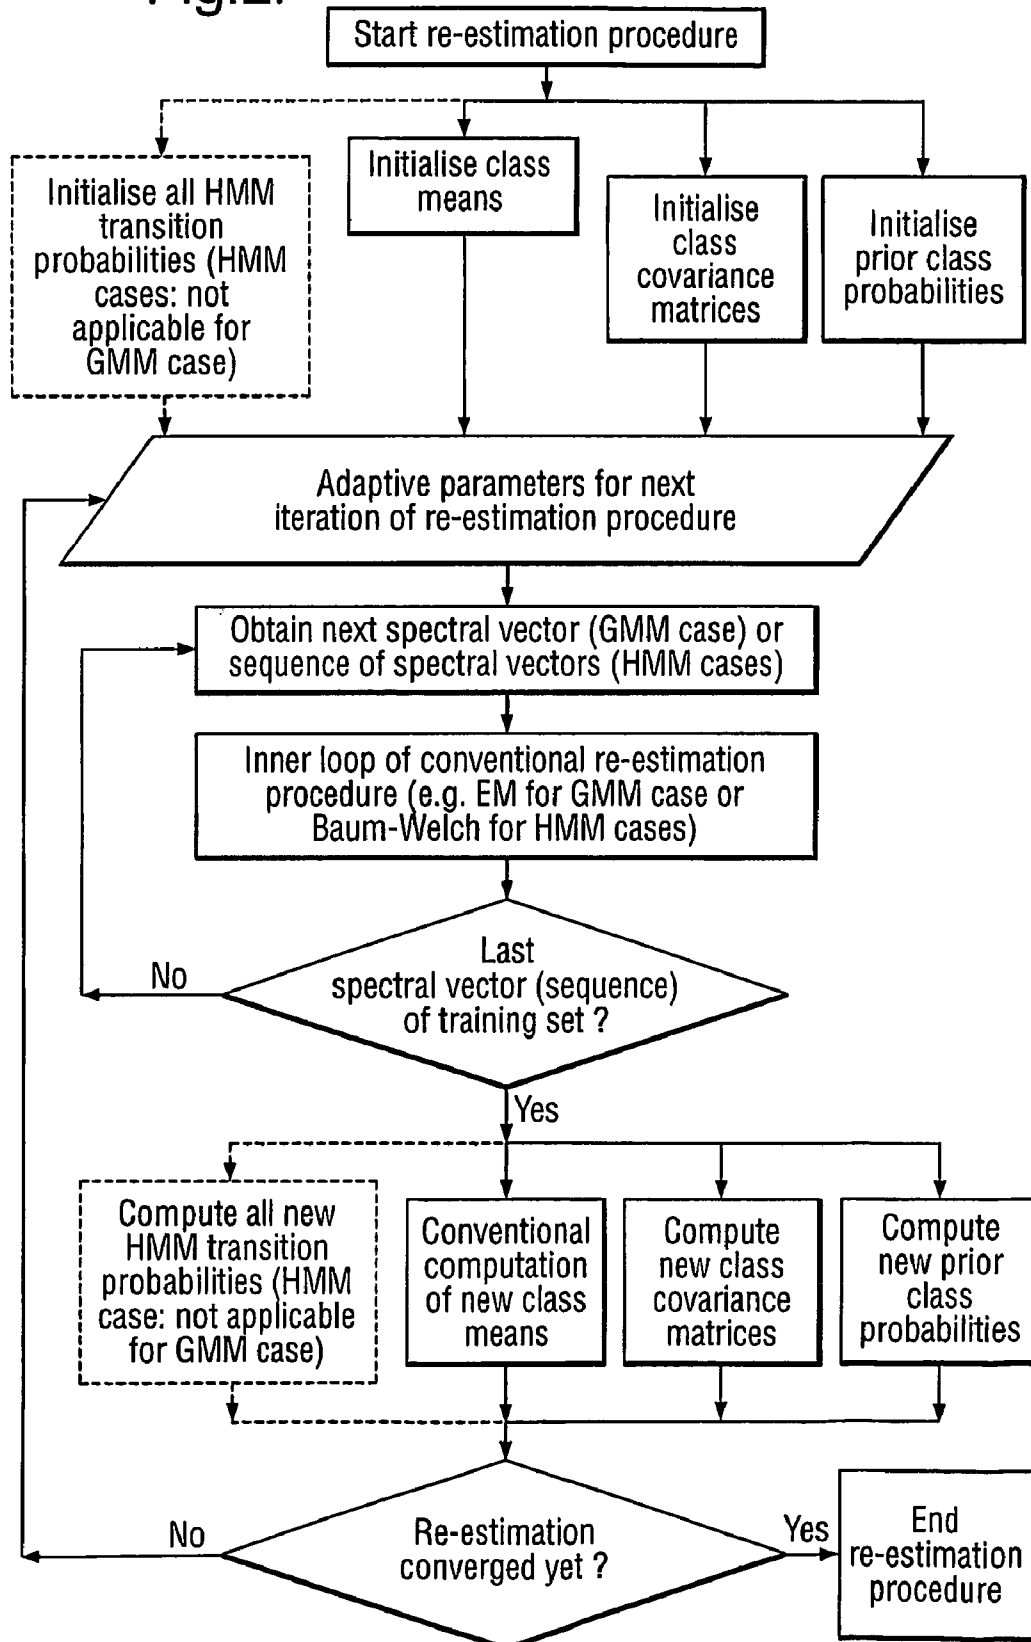 Fig.2.
Start re-estimation procedure
Initialise all HMM
transition
probabilities (HMM
cases: not
applicable for
GMM case)
Initialise class
means
Initialise
class
covariance
matrices
Initialise
prior class
probabilities
Adaptive parameters for next
iteration of re-estimation procedure
Obtain next spectral vector (GMM case) or
sequence of spectral vectors (HMM cases)
Inner loop of conventional re-estimation
procedure (e.g. EM for GMM case or
Baum-Welch for HMM cases)
Last
spectral vector (sequence)
of training set ?
No
Yes
Compute all new
HMM transition
probabilities (HMM
case: not applicable
for GMM case)
Conventional
computation
of new class
means
Compute
new class
covariance
matrices
Compute
new prior
class
probabilities
Re-estimation
converged yet ?
No
Yes
End
re-estimation
procedure